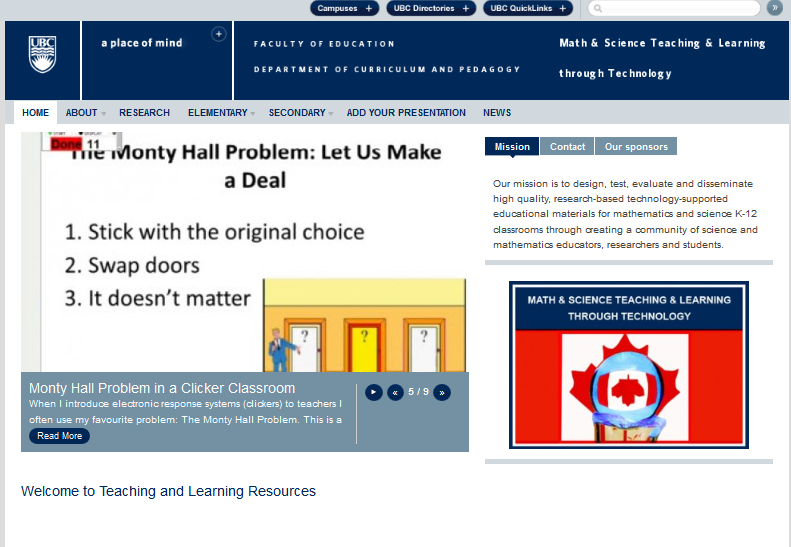 Campuses +
UBC Directories +
UBC QuickLinks +
»
UBC
a place of mind
+
FACULTY OF EDUCATION
DEPARTMENT OF CURRICULUM AND PEDAGOGY
Math & Science Teaching & Learning
through Technology
HOME ABOUT RESEARCH ELEMENTARY SECONDARY ADD YOUR PRESENTATION NEWS
Done 11
The Monty Hall Problem: Let Us Make
a Deal
1. Stick with the original choice
2. Swap doors
3. It doesn't matter
? ? ?
Monty Hall Problem in a Clicker Classroom
When I introduce electronic response systems (clickers) to teachers I
often use my favourite problem: The Monty Hall Problem. This is a
Read More
« 5 / 9 »
Mission Contact Our sponsors
Our mission is to design, test, evaluate and disseminate
high quality, research-based technology-supported
educational materials for mathematics and science K-12
classrooms through creating a community of science and
mathematics educators, researchers and students.
MATH & SCIENCE TEACHING & LEARNING
THROUGH TECHNOLOGY
Welcome to Teaching and Learning Resources